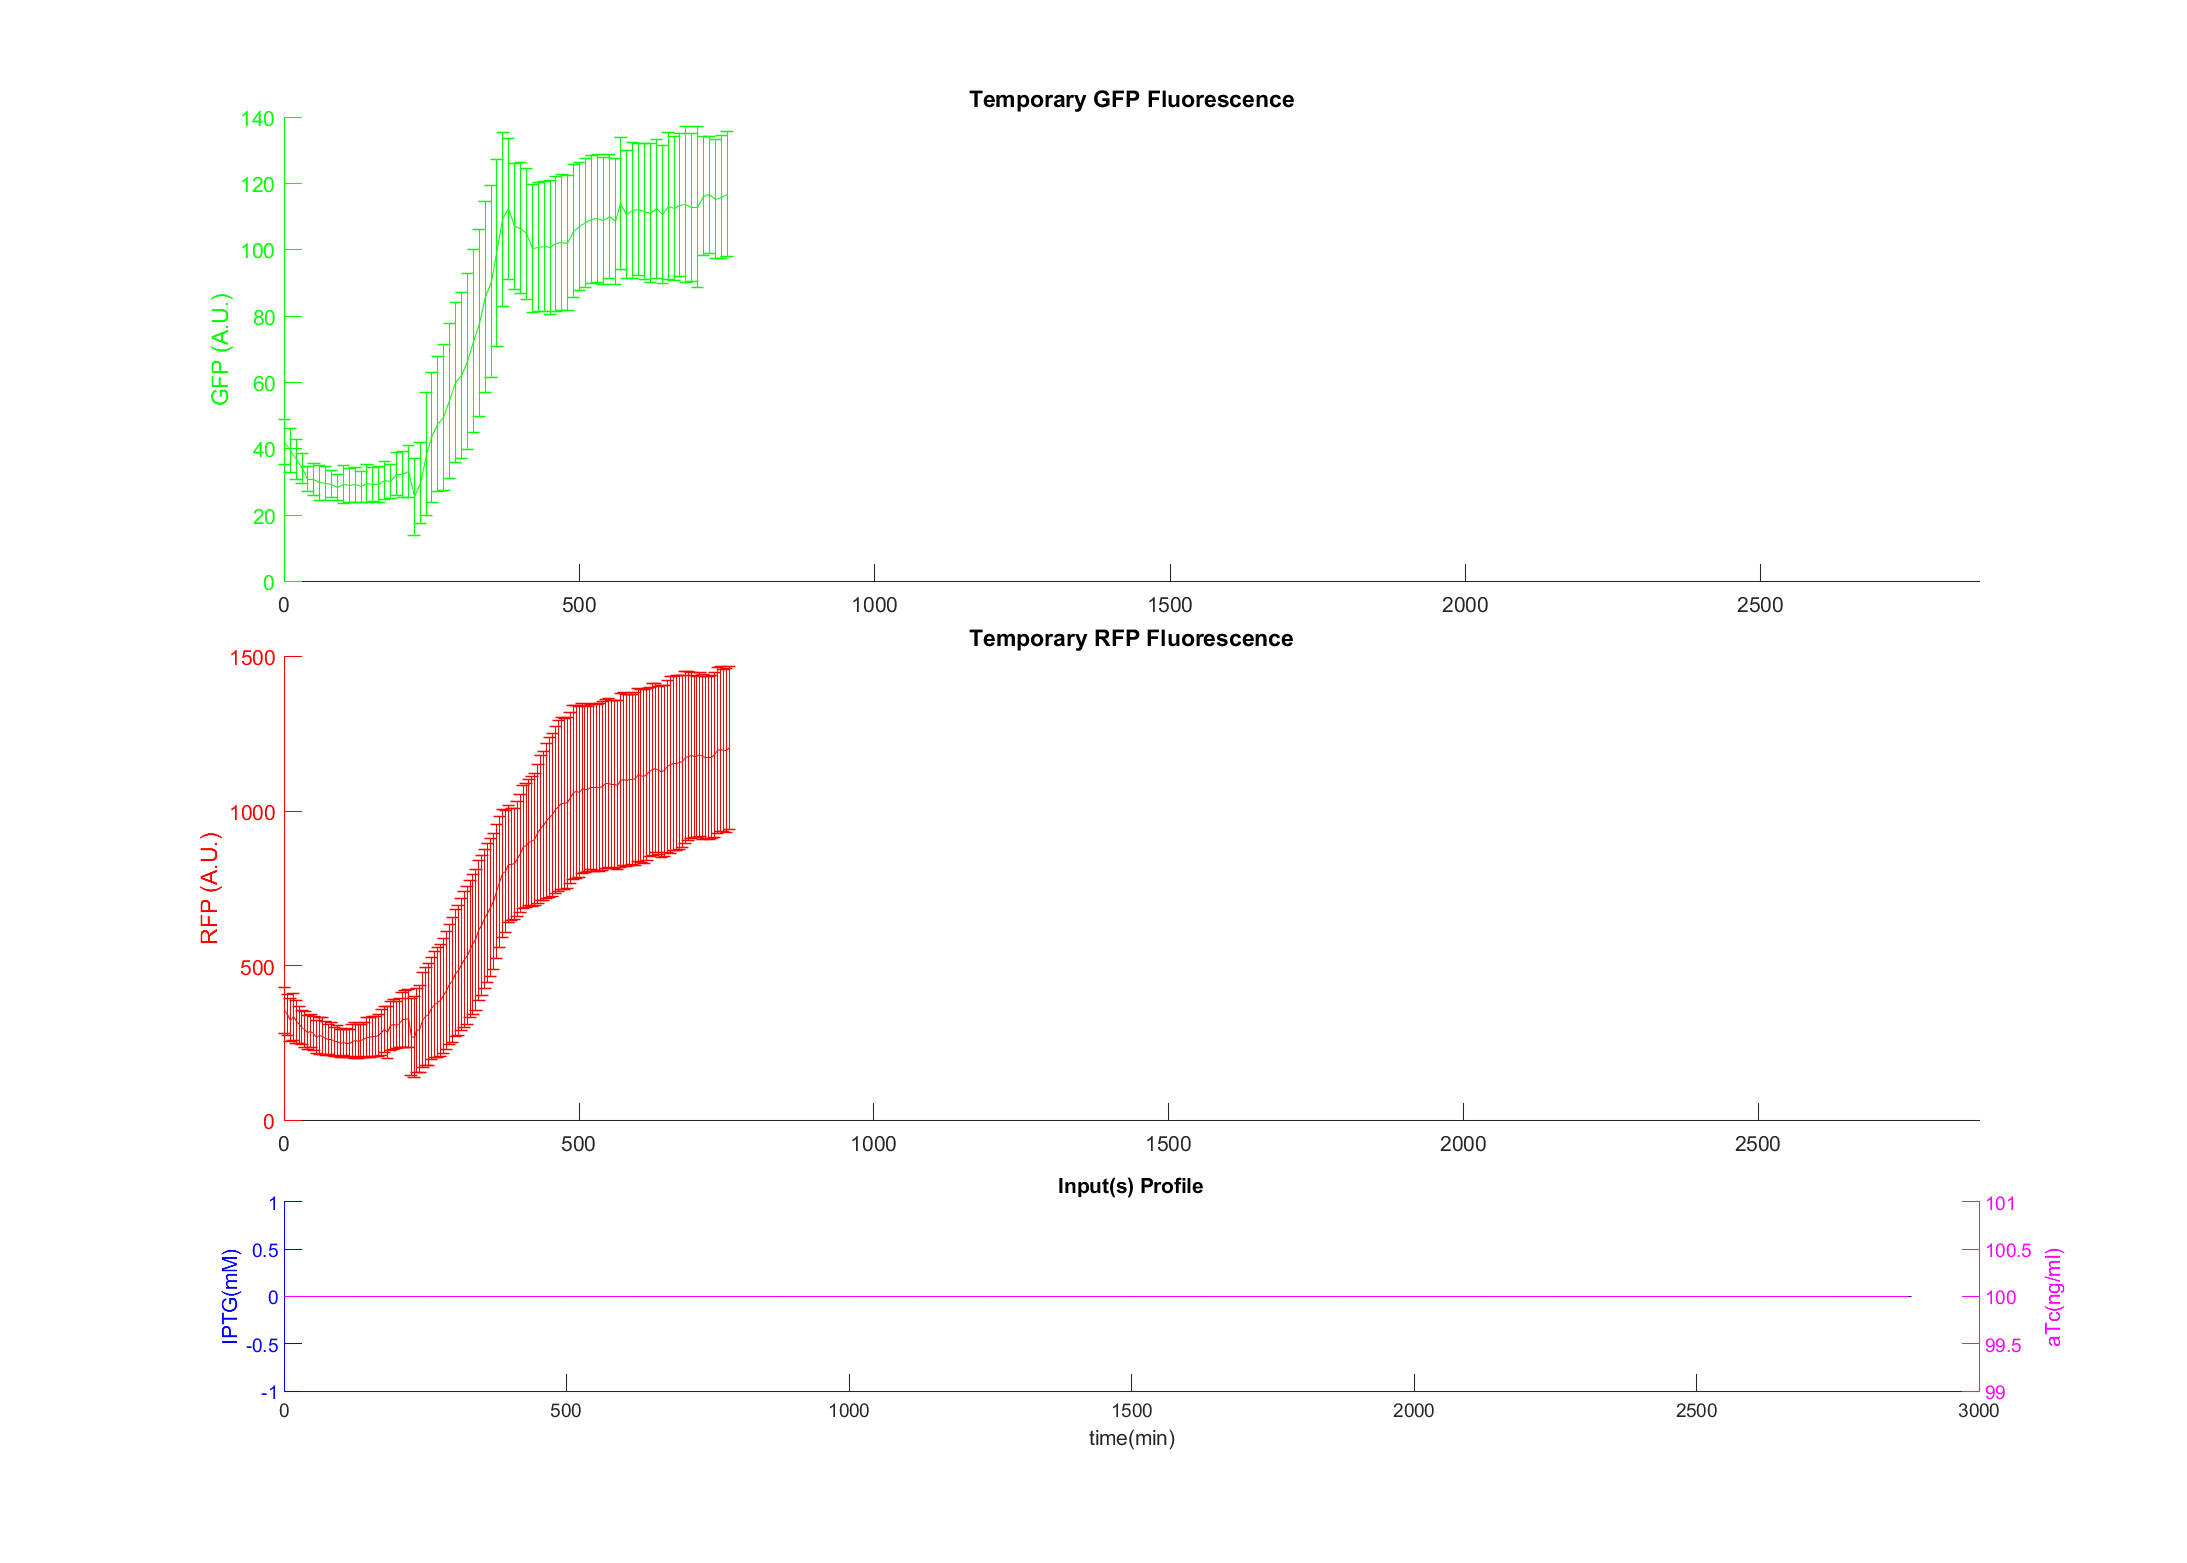 Temporary GFP Fluorescence
140
120
100
80
60
40
20
0
GFP (A.U.)
0 500 1000 1500 2000 2500
Temporary RFP Fluorescence
1500
1000
500
0
RFP (A.U.)
0 500 1000 1500 2000 2500
Input(s) Profile
1
0.5
0
-0.5
-1
IPTG(mM)
101
100.5
100
99.5
99
aTc(ng/ml)
0 500 1000 1500 2000 2500 3000
time(min)